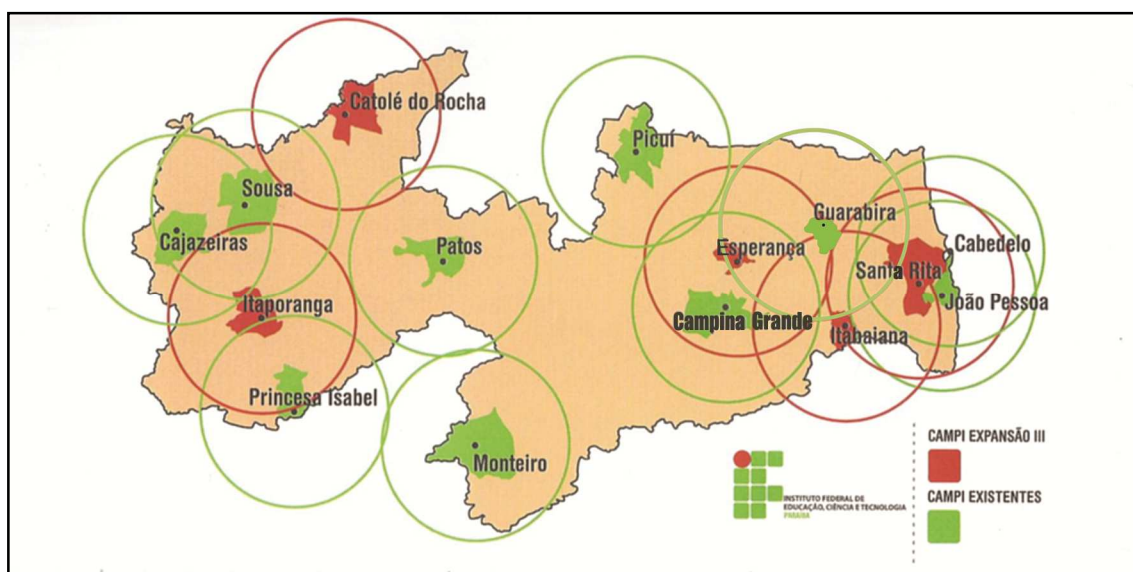 Catolé do Rocha
Picuí
Sousa
Guarabira
Cajazeiras
Patos
Esperança
Cabedelo
Santa Rita
Itaporanga
João Pessoa
Campina Grande
Itabaiana
Princesa Isabel
Monteiro
CAMPI EXPANSÃO III
CAMPI EXISTENTES
INSTITUTO FEDERAL DE
EDUCAÇÃO, CIÊNCIA E TECNOLOGIA
PARAÍBA